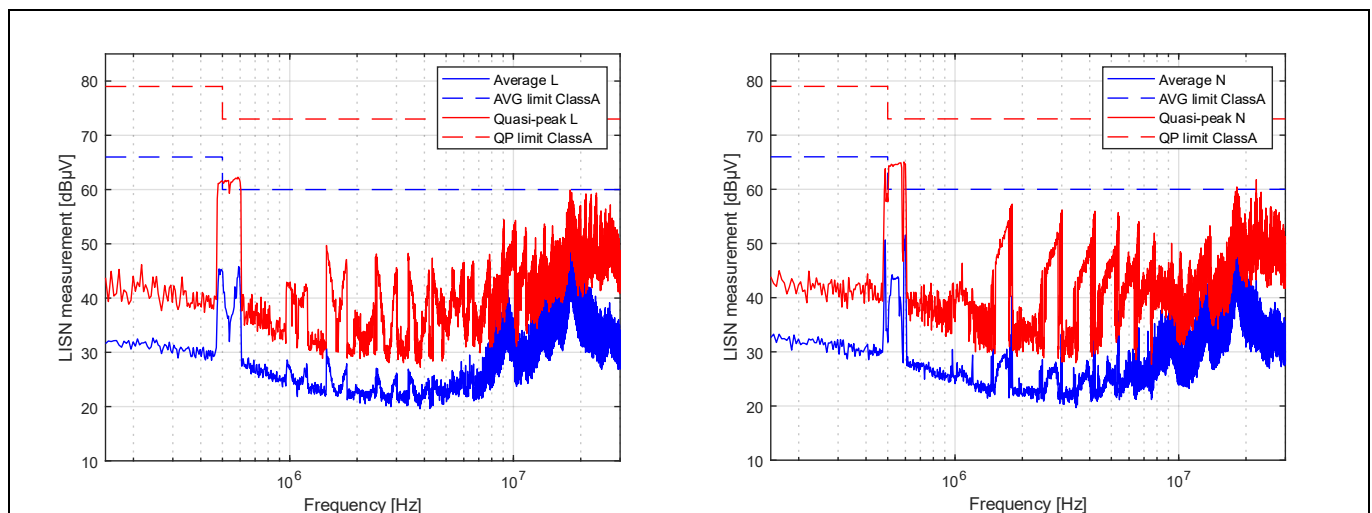 80
70
60
50
40
30
20
10
LISN measurement [dBµV]
10^6
10^7
Frequency [Hz]
Average L
AVG limit ClassA
Quasi-peak L
QP limit ClassA
80
70
60
50
40
30
20
10
LISN measurement [dBµV]
10^6
10^7
Frequency [Hz]
Average N
AVG limit ClassA
Quasi-peak N
QP limit ClassA